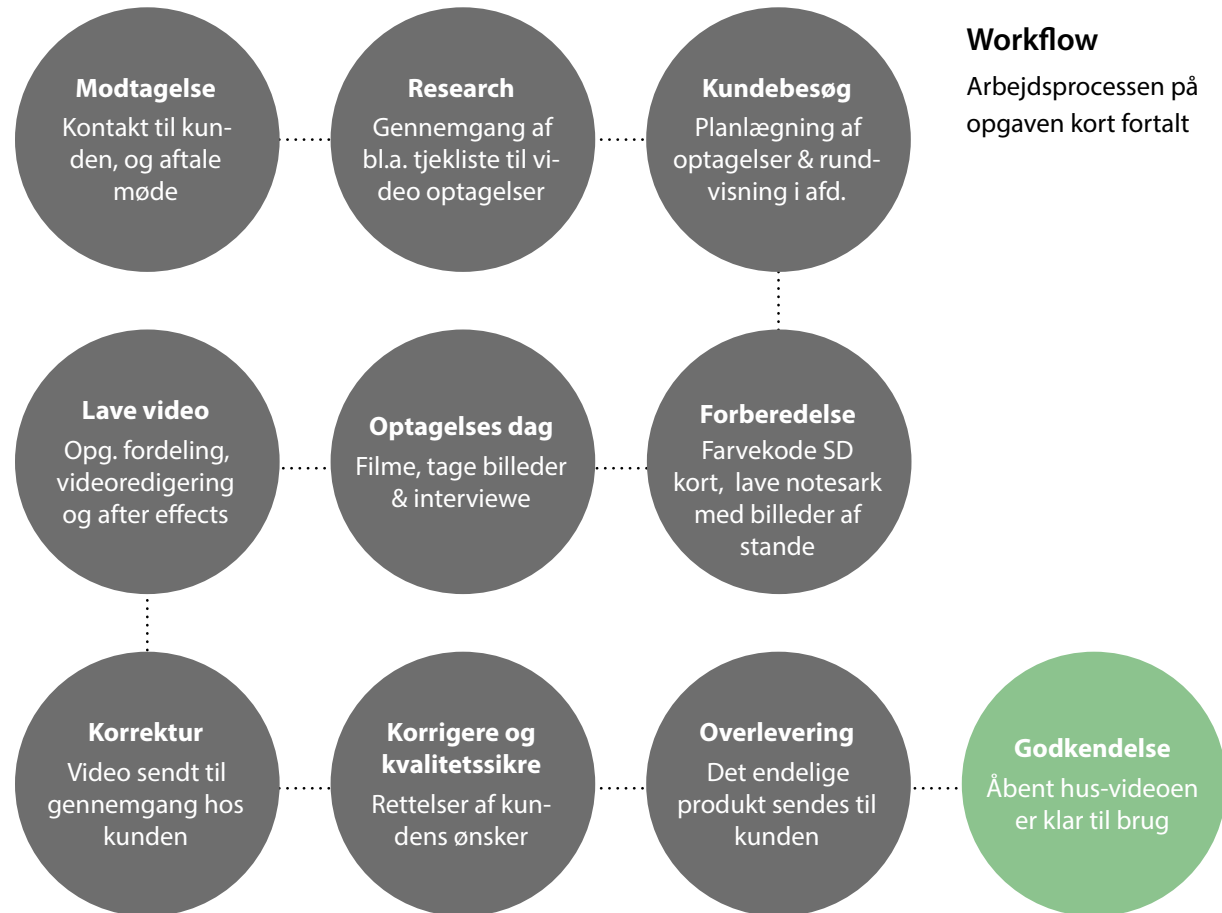 Workflow
Arbejdsprocessen på
opgaven kort fortalt
Modtagelse
Kontakt til kun-
den, og aftale
møde
Research
Gennemgang af
bl.a. tjekliste til vi-
deo optagelser
Kundebesøg
Planlægning af
optagelser & rund-
visning i afd.
Forberedelse
Farvekode SD
kort,  lave notesark
med billeder af
stande
Optagelses dag
Filme, tage billeder
& interviewe
Lave video
Opg. fordeling,
videoredigering
og after effects
Korrektur
Video sendt til
gennemgang hos
kunden
Korrigere og
kvalitetssikre
Rettelser af kun-
dens ønsker
Overlevering
Det endelige
produkt sendes til
kunden
Godkendelse
Åbent hus-videoen
er klar til brug